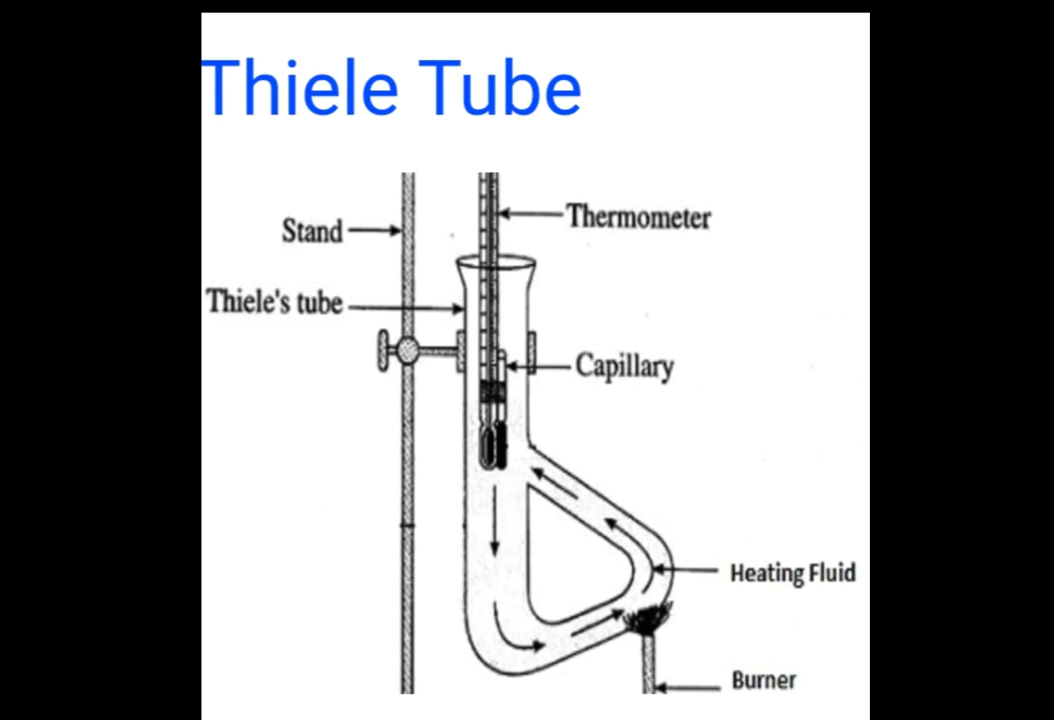 Thiele Tube
Thermometer
Stand
Thiele's tube
Capillary
Heating Fluid
Burner